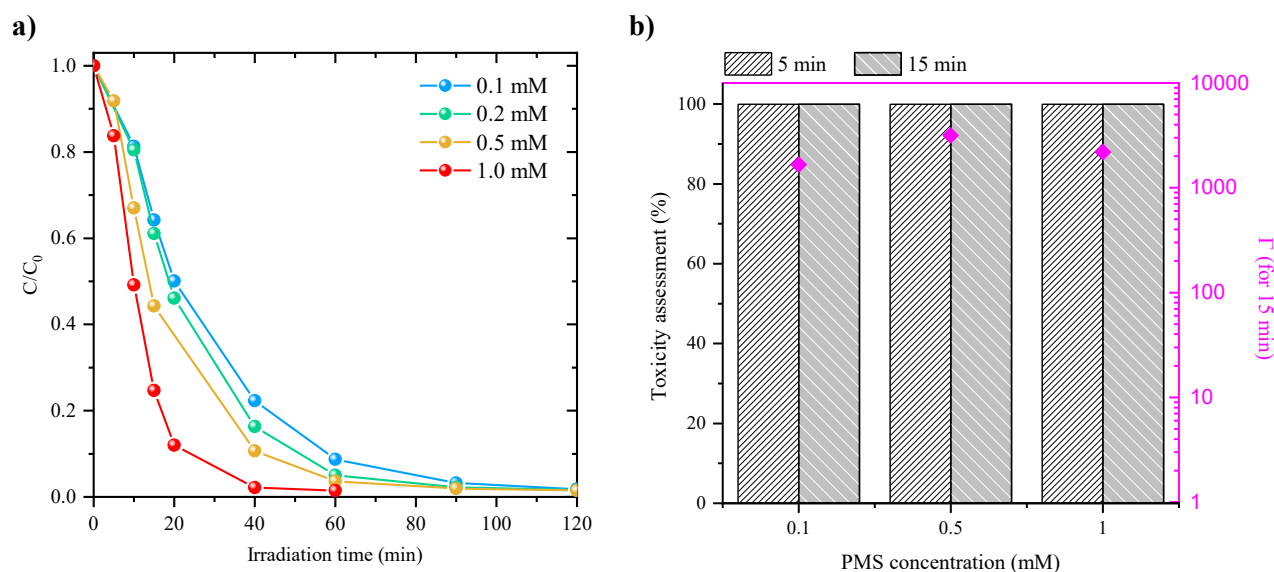 a)
1.0
0.8
0.6
0.4
0.2
0.0
C/C0
0 20 40 60 80 100 120
Irradiation time (min)
0.1 mM
0.2 mM
0.5 mM
1.0 mM
b)
5 min 15 min
100
80
60
40
20
0
Toxicity assessment (%)
0.1 0.5 1
PMS concentration (mM)
10000
1000
100
10
1
Γ (for 15 min)